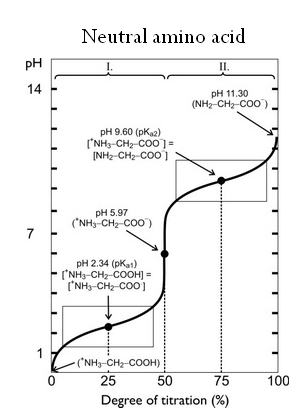 Neutral amino acid
pH
I.
II.
14
pH 11.30
(NH₂–CH₂–COO⁻)
pH 9.60 (pKₐ₂)
[⁺NH₃–CH₂–COO⁻] =
[NH₂–CH₂–COO⁻]
7
pH 5.97
(⁺NH₃–CH₂–COO⁻)
pH 2.34 (pKₐ₁)
[⁺NH₃–CH₂–COOH] =
[⁺NH₃–CH₂–COO⁻]
1
(⁺NH₃–CH₂–COOH)
0 25 50 75 100
Degree of titration (%)